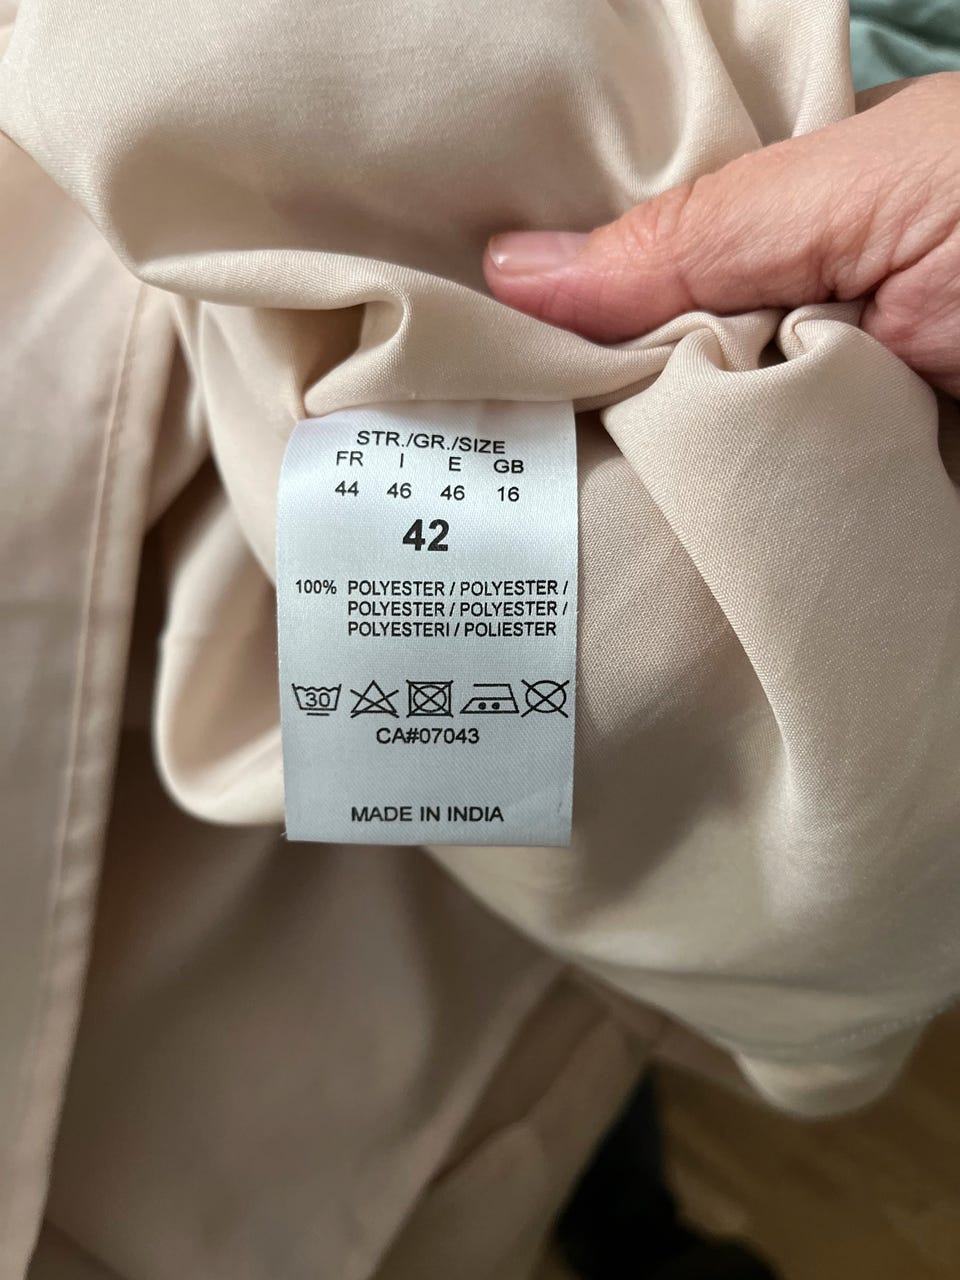 STR./GR./SIZE
FR I E GB
44 46 46 16
42
100% POLYESTER / POLYESTER /
POLYESTER / POLYESTER /
POLYESTERI / POLIESTER
30
CA#07043
MADE IN INDIA